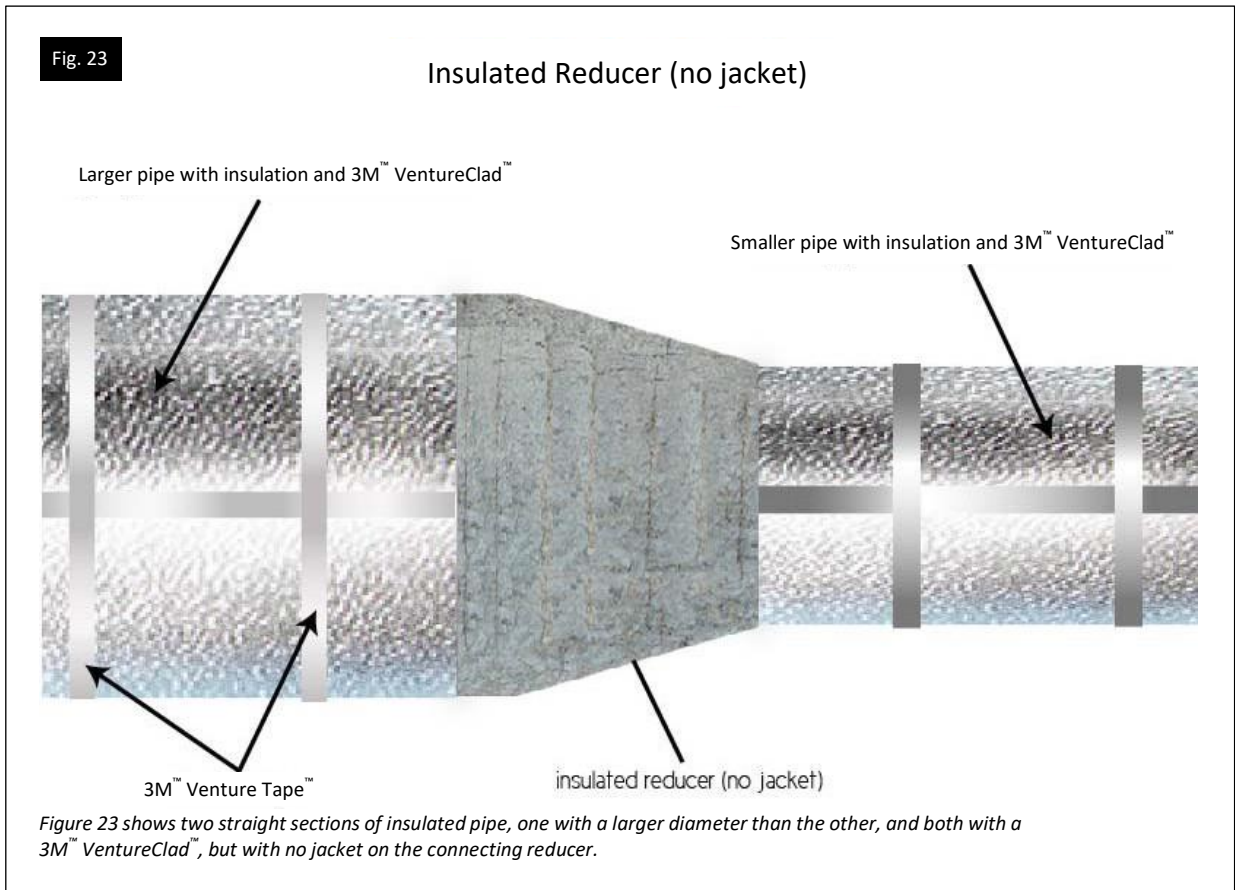 Fig. 23
Insulated Reducer (no jacket)
Larger pipe with insulation and 3M™ VentureClad™
Smaller pipe with insulation and 3M™ VentureClad™
3M™ Venture Tape™
insulated reducer (no jacket)
Figure 23 shows two straight sections of insulated pipe, one with a larger diameter than the other, and both with a
3M™ VentureClad™, but with no jacket on the connecting reducer.